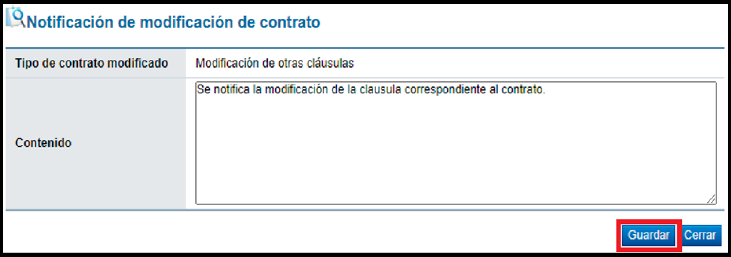 Notificación de modificación de contrato
Tipo de contrato modificado Modificación de otras cláusulas
Se notifica la modificación de la clausula correspondiente al contrato.
Contenido
Guardar Cerrar